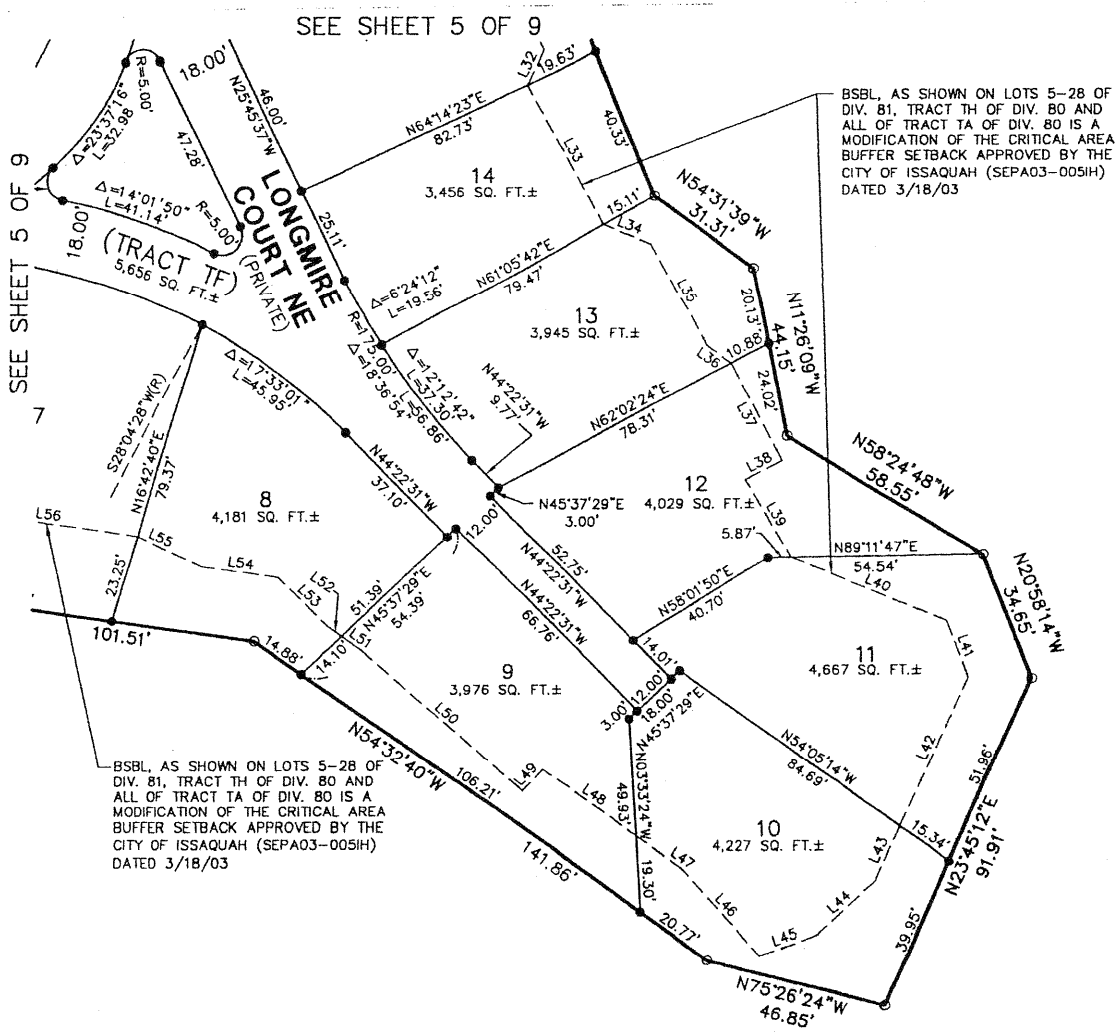 SEE SHEET 5 OF 9
SEE SHEET 5 OF 9
BSBL, AS SHOWN ON LOTS 5-28 OF
DIV. 81, TRACT TH OF DIV. 80 AND
ALL OF TRACT TA OF DIV. 80 IS A
MODIFICATION OF THE CRITICAL AREA
BUFFER SETBACK APPROVED BY THE
CITY OF ISSAQUAH (SEPA03-005IH)
DATED 3/18/03
18.00'
R=5.00'
Δ=23°37'16"
L=32.98
47.28'
Δ=14°01'50"
L=41.14'
R=5.00'
18.00'
(TRACT TF)
5,656 SQ. FT.±
LONGMIRE
COURT NE
(PRIVATE)
N25°45'37"W
46.00'
25.11'
N64°14'23"E
82.73'
19.63'
L32
L33
40.33'
14
3,456 SQ. FT.±
15.11'
L34
N54°31'39"W
31.31'
Δ=6°24'12"
L=19.56'
N61°05'42"E
79.47'
L35
20.13'
N11°26'09"W
44.15'
13
3,945 SQ. FT.±
R=175.00'
Δ=18°36'54"
L=56.86'
Δ=12°12'42"
L=37.30'
L36
10.88'
24.02'
N44°22'31"W
9.77'
N62°02'24"E
78.31'
L37
L38
L39
N58°24'48"W
58.55'
12
4,029 SQ. FT.±
N45°37'29"E
3.00'
12.00'
7
S28°04'28"W(R)
N16°42'40"E
79.37'
Δ=17°33'01"
L=45.95'
N44°22'31"W
37.10'
8
4,181 SQ. FT.±
L56
L55
L54
L53
L52
L51
23.25'
101.51'
14.88'
14.10'
51.39'
N45°37'29"E
54.39'
52.75'
N44°22'31"W
N44°22'31"W
66.76'
5.87'
N89°11'47"E
54.54'
N58°01'50"E
40.70'
L40
N20°58'14"W
34.65'
11
4,667 SQ. FT.±
L41
L42
14.01'
12.00'
18.00'
N45°37'29"E
3.00'
9
3,976 SQ. FT.±
L50
L49
L48
N03°33'24"W
49.93'
N54°05'14"W
84.69'
15.34'
51.96'
N23°45'12"E
91.91'
39.95'
N54°32'40"W
106.21'
141.86'
10
4,227 SQ. FT.±
L47
L46
L45
L44
L43
19.30'
20.77'
N75°26'24"W
46.85'
BSBL, AS SHOWN ON LOTS 5-28 OF
DIV. 81, TRACT TH OF DIV. 80 AND
ALL OF TRACT TA OF DIV. 80 IS A
MODIFICATION OF THE CRITICAL AREA
BUFFER SETBACK APPROVED BY THE
CITY OF ISSAQUAH (SEPA03-005IH)
DATED 3/18/03